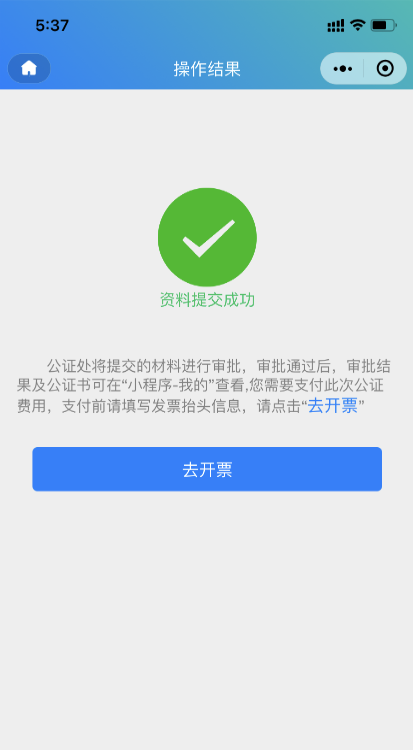 5:37
操作结果
资料提交成功
公证处将提交的材料进行审批，审批通过后，审批结
果及公证书可在“小程序-我的”查看,您需要支付此次公证
费用，支付前请填写发票抬头信息，请点击“去开票”
去开票